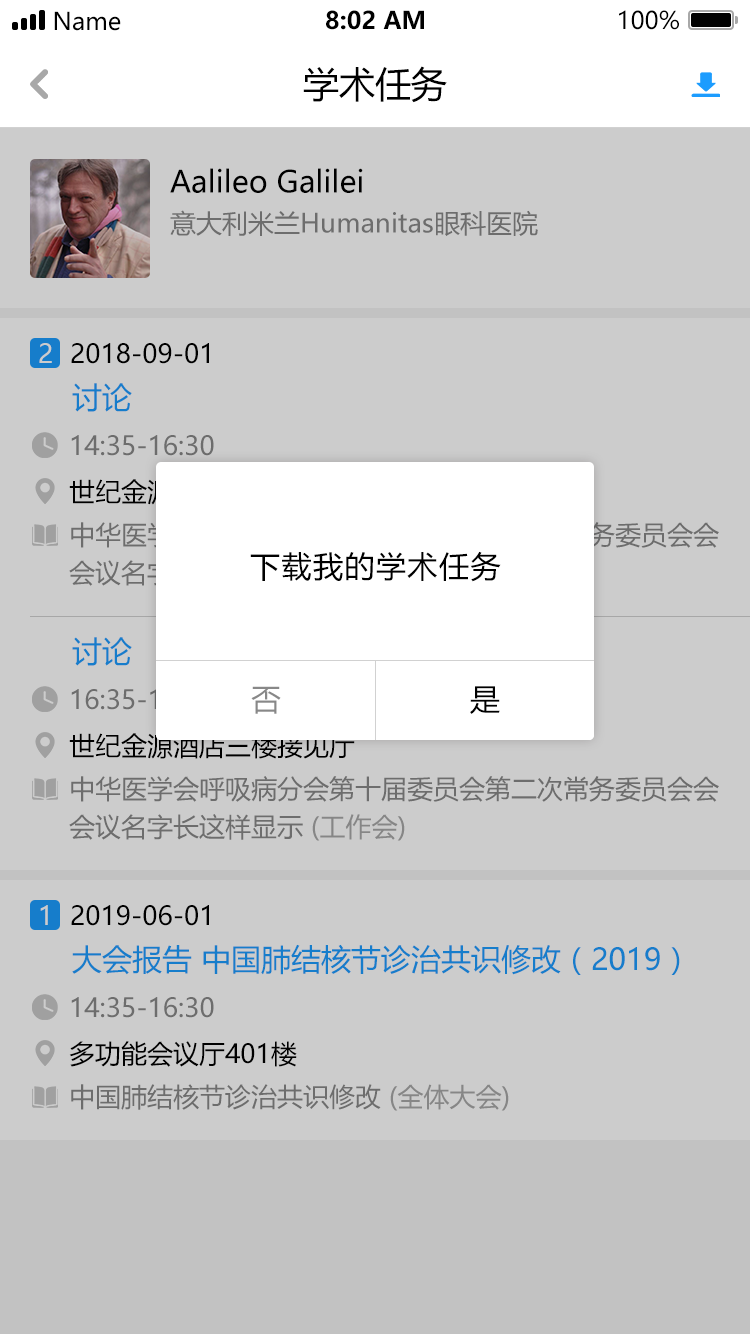 Name 8:02 AM 100%
学术任务
Aalileo Galilei
意大利米兰Humanitas眼科医院
2 2018-09-01
讨论
14:35-16:30
世纪金源
中华医学 务委员会会
会议名字
下载我的学术任务
讨论
16:35-1
否 是
世纪金源酒店三楼接见厅
中华医学会呼吸病分会第十届委员会第二次常务委员会会
会议名字长这样显示 (工作会)
1 2019-06-01
大会报告 中国肺结核节诊治共识修改（2019）
14:35-16:30
多功能会议厅401楼
中国肺结核节诊治共识修改 (全体大会)